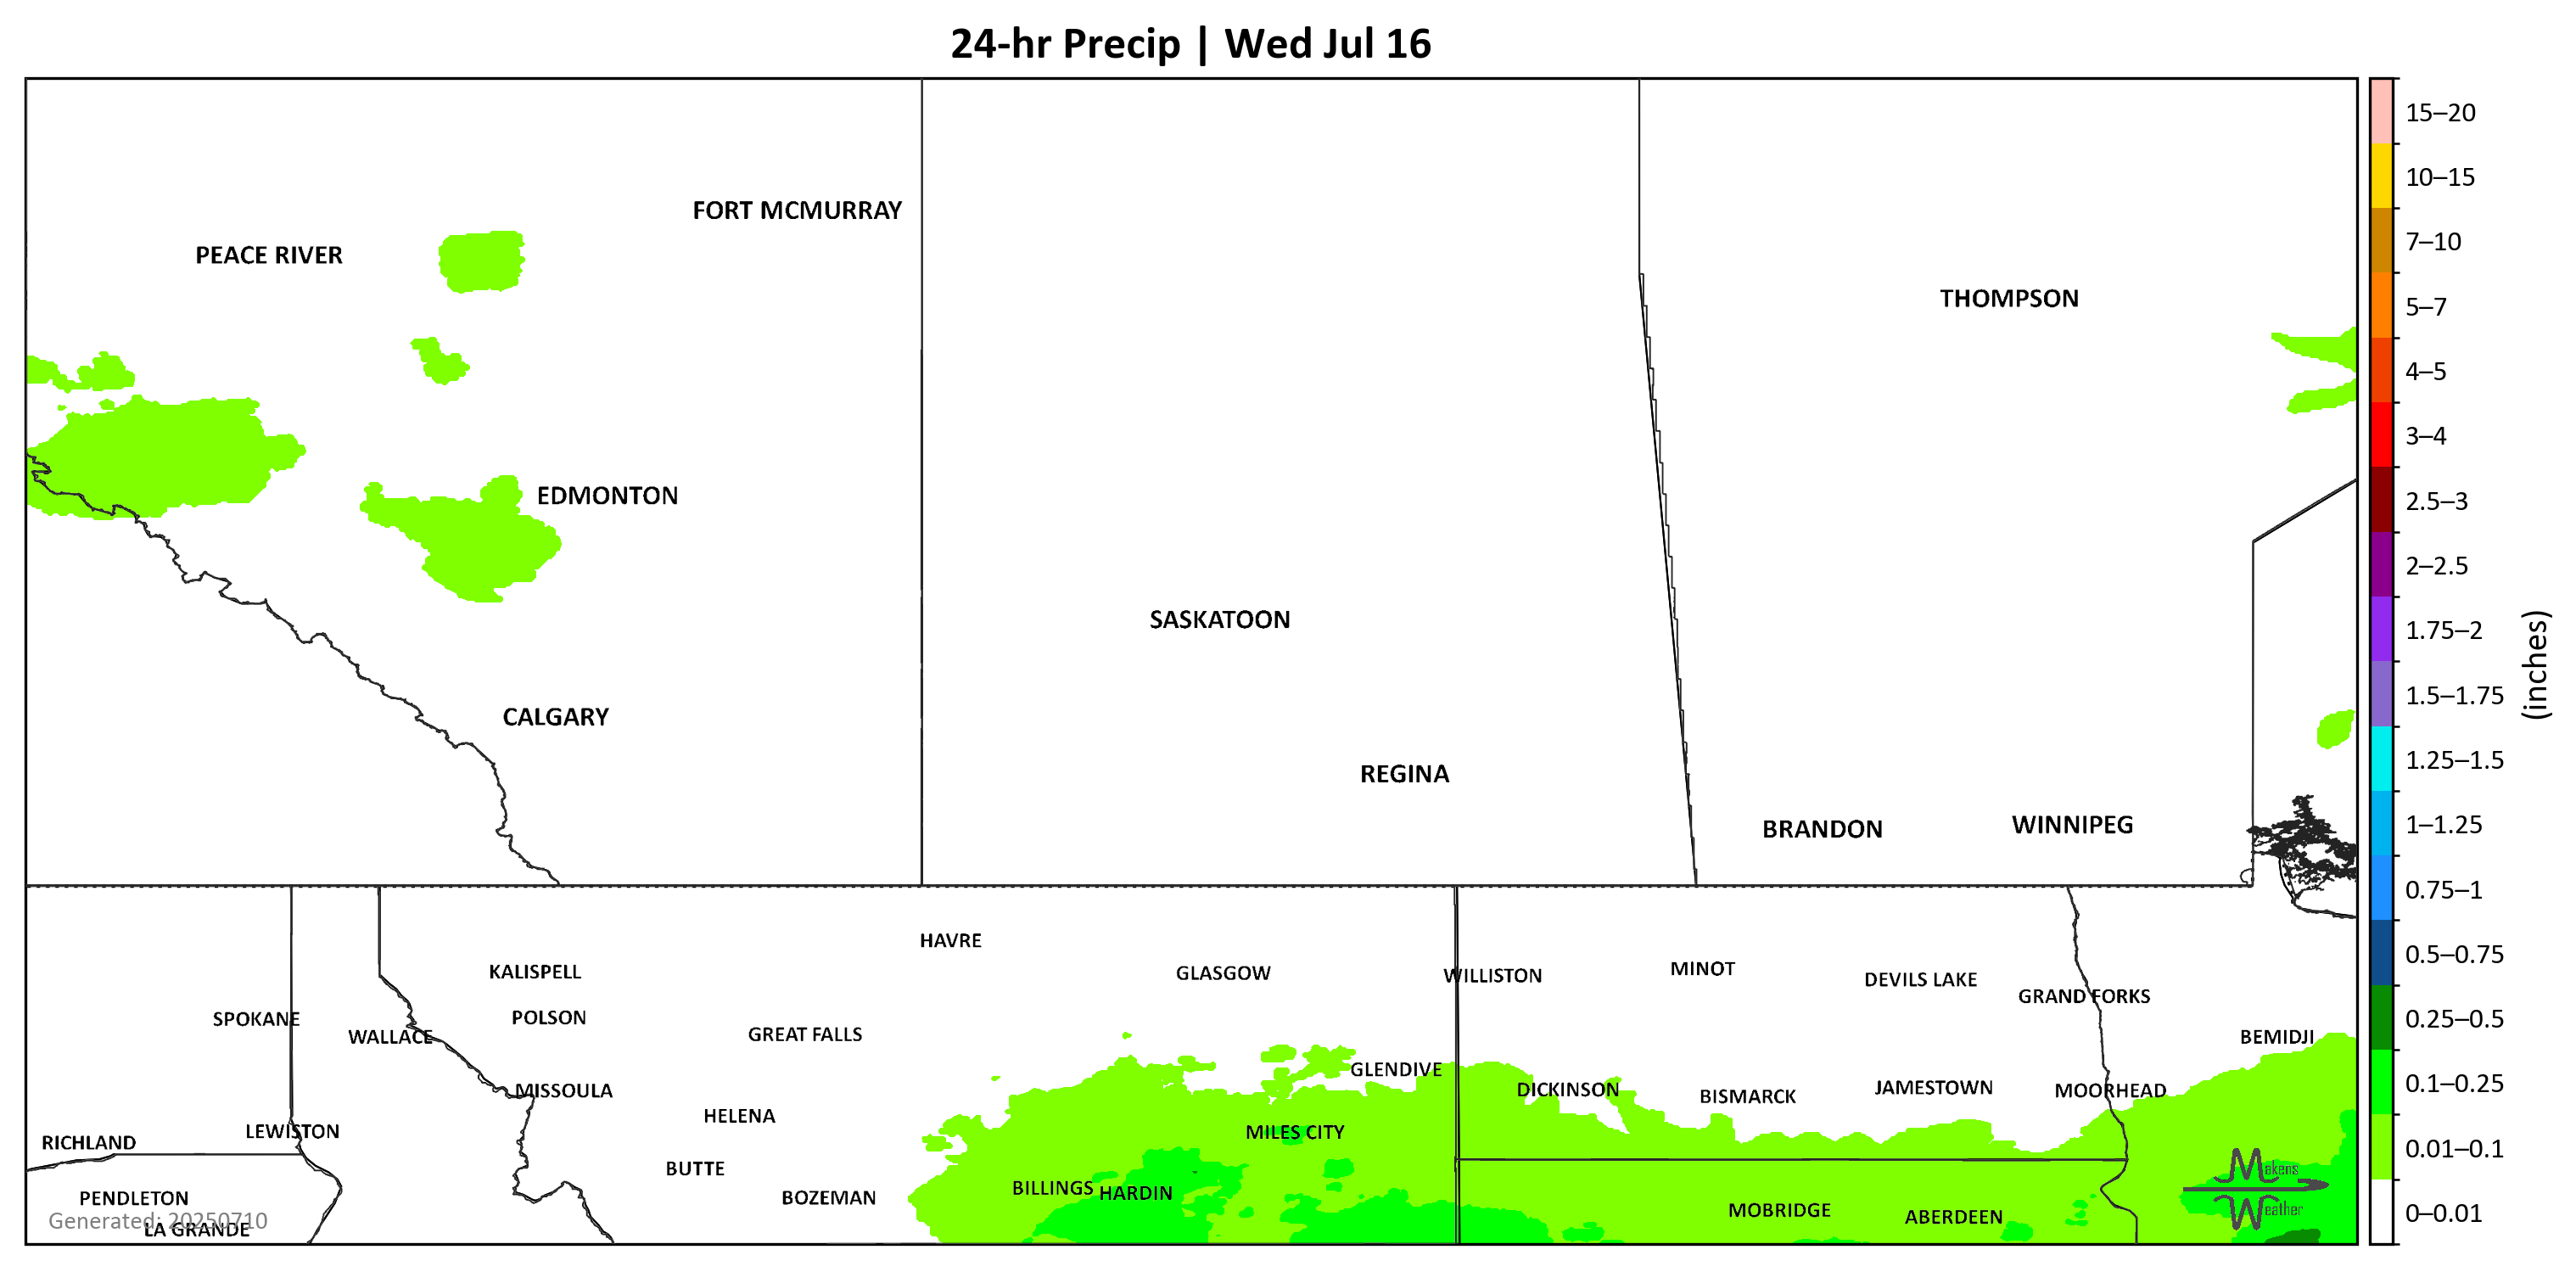 24-hr Precip | Wed Jul 16
15–20
10–15
FORT MCMURRAY
7–10
PEACE RIVER
THOMPSON
5–7
4–5
3–4
EDMONTON
2.5–3
2–2.5
SASKATOON
1.75–2
(inches)
1.5–1.75
CALGARY
1.25–1.5
REGINA
BRANDON
WINNIPEG
1–1.25
0.75–1
HAVRE
0.5–0.75
KALISPELL
GLASGOW
WILLISTON
MINOT
DEVILS LAKE
GRAND FORKS
SPOKANE
POLSON
0.25–0.5
WALLACE
GREAT FALLS
BEMIDJI
GLENDIVE
0.1–0.25
MISSOULA
DICKINSON
BISMARCK
JAMESTOWN
MOORHEAD
HELENA
RICHLAND
LEWISTON
MILES CITY
0.01–0.1
BUTTE
Makens
PENDLETON
BOZEMAN
BILLINGS
HARDIN
MOBRIDGE
ABERDEEN
Weather
0–0.01
Generated: 20250710
LA GRANDE